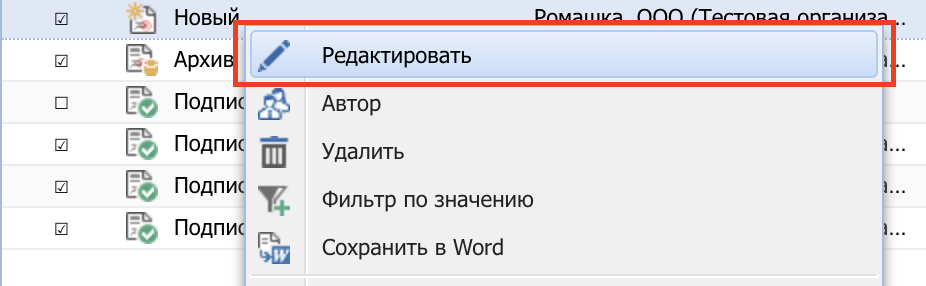 Новый Ромашка, ООО (Тестовая организа...
Архив
Редактировать
Подпис
Автор
Подпис
Удалить
Подпис
Фильтр по значению
Подпис
Сохранить в Word